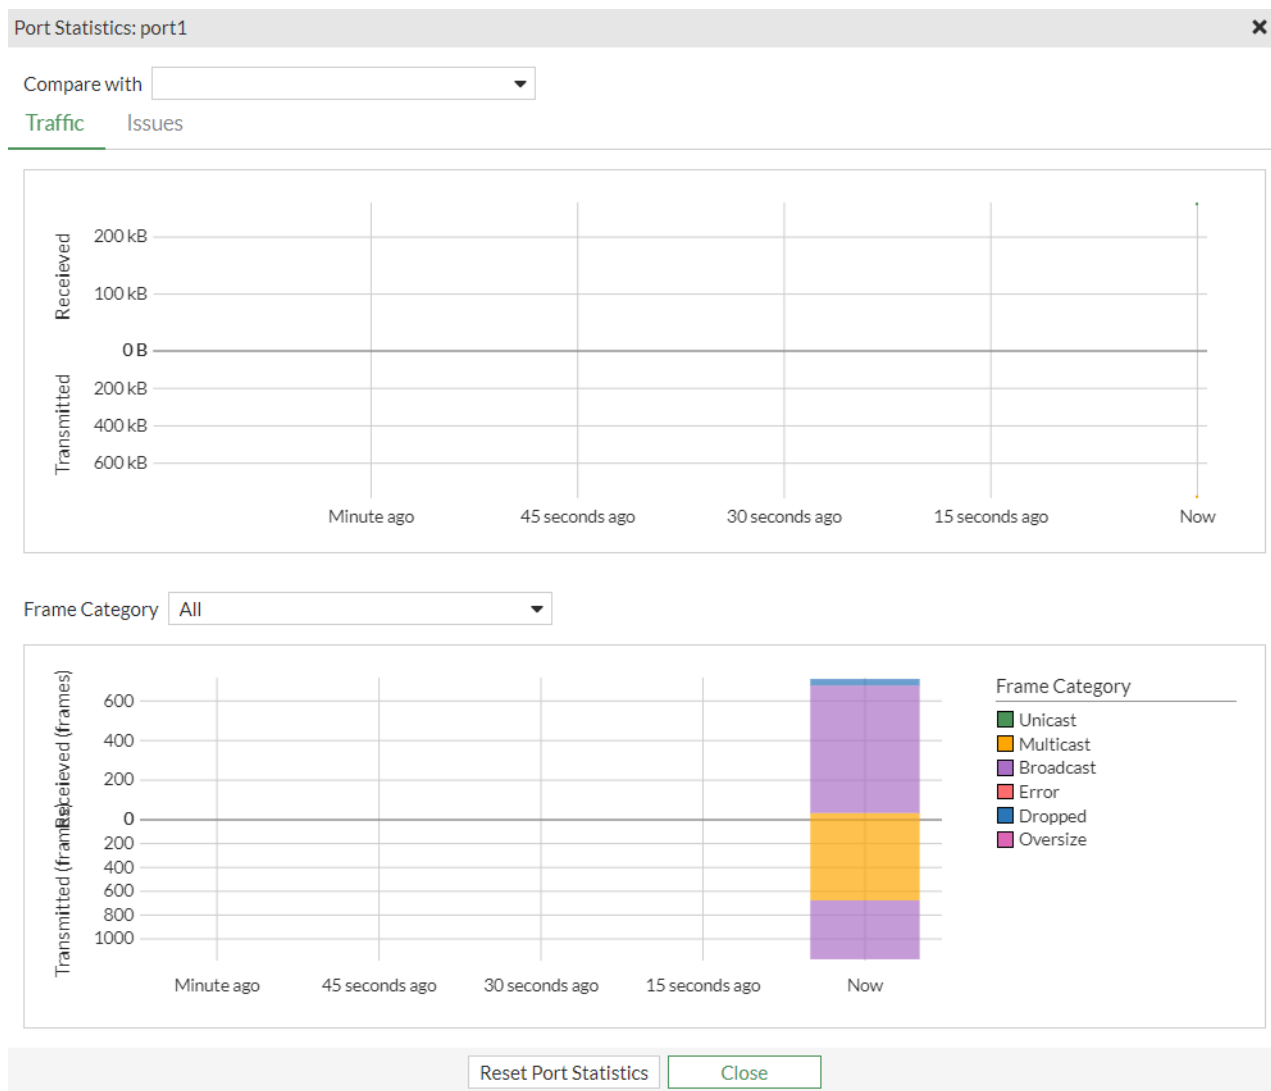 Port Statistics: port1
Compare with
Traffic Issues
Receieved
200 kB
100 kB
0 B
Transmitted
200 kB
400 kB
600 kB
Minute ago 45 seconds ago 30 seconds ago 15 seconds ago Now
Frame Category All
Receieved (frames)
600
400
200
0
Transmitted (frames)
200
400
600
800
1000
Minute ago 45 seconds ago 30 seconds ago 15 seconds ago Now
Frame Category
Unicast
Multicast
Broadcast
Error
Dropped
Oversize
Reset Port Statistics Close